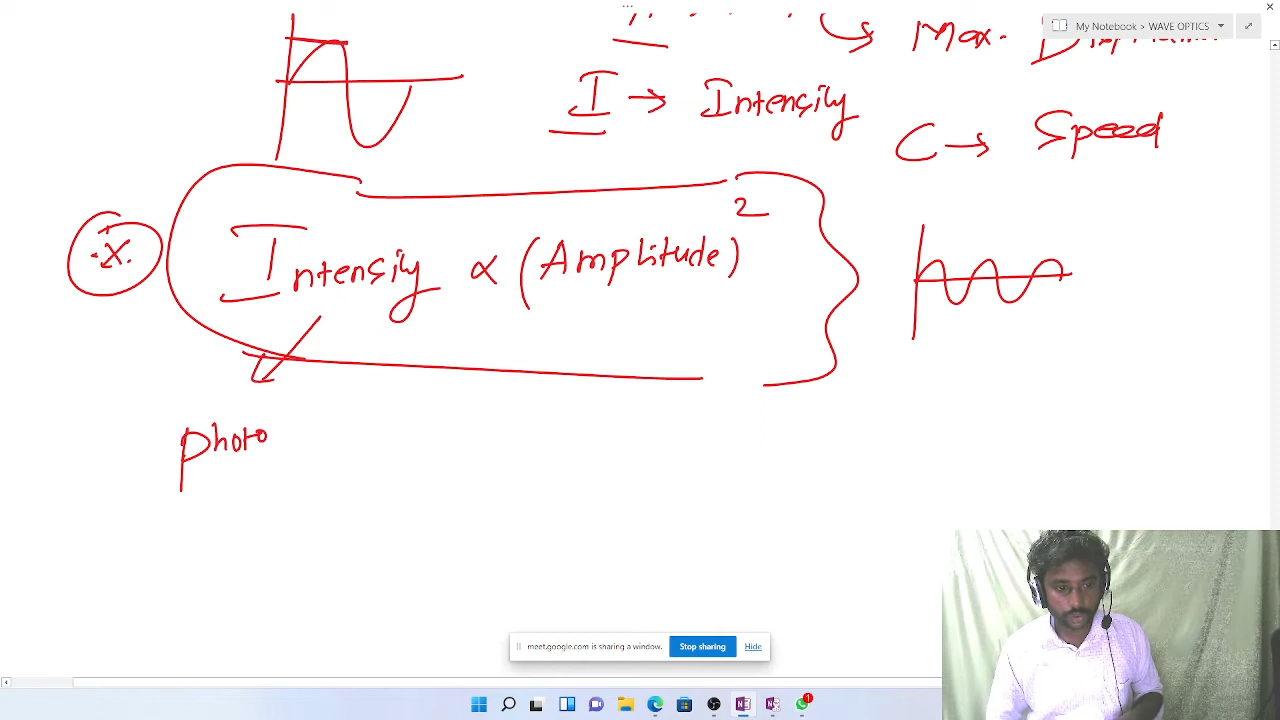 My Notebook > WAVE OPTICS
Max.
I → Intensity
C → Speed
Intensity ∝ (Amplitude)²
photo
meet.google.com is sharing a window.
Stop sharing
Hide
1